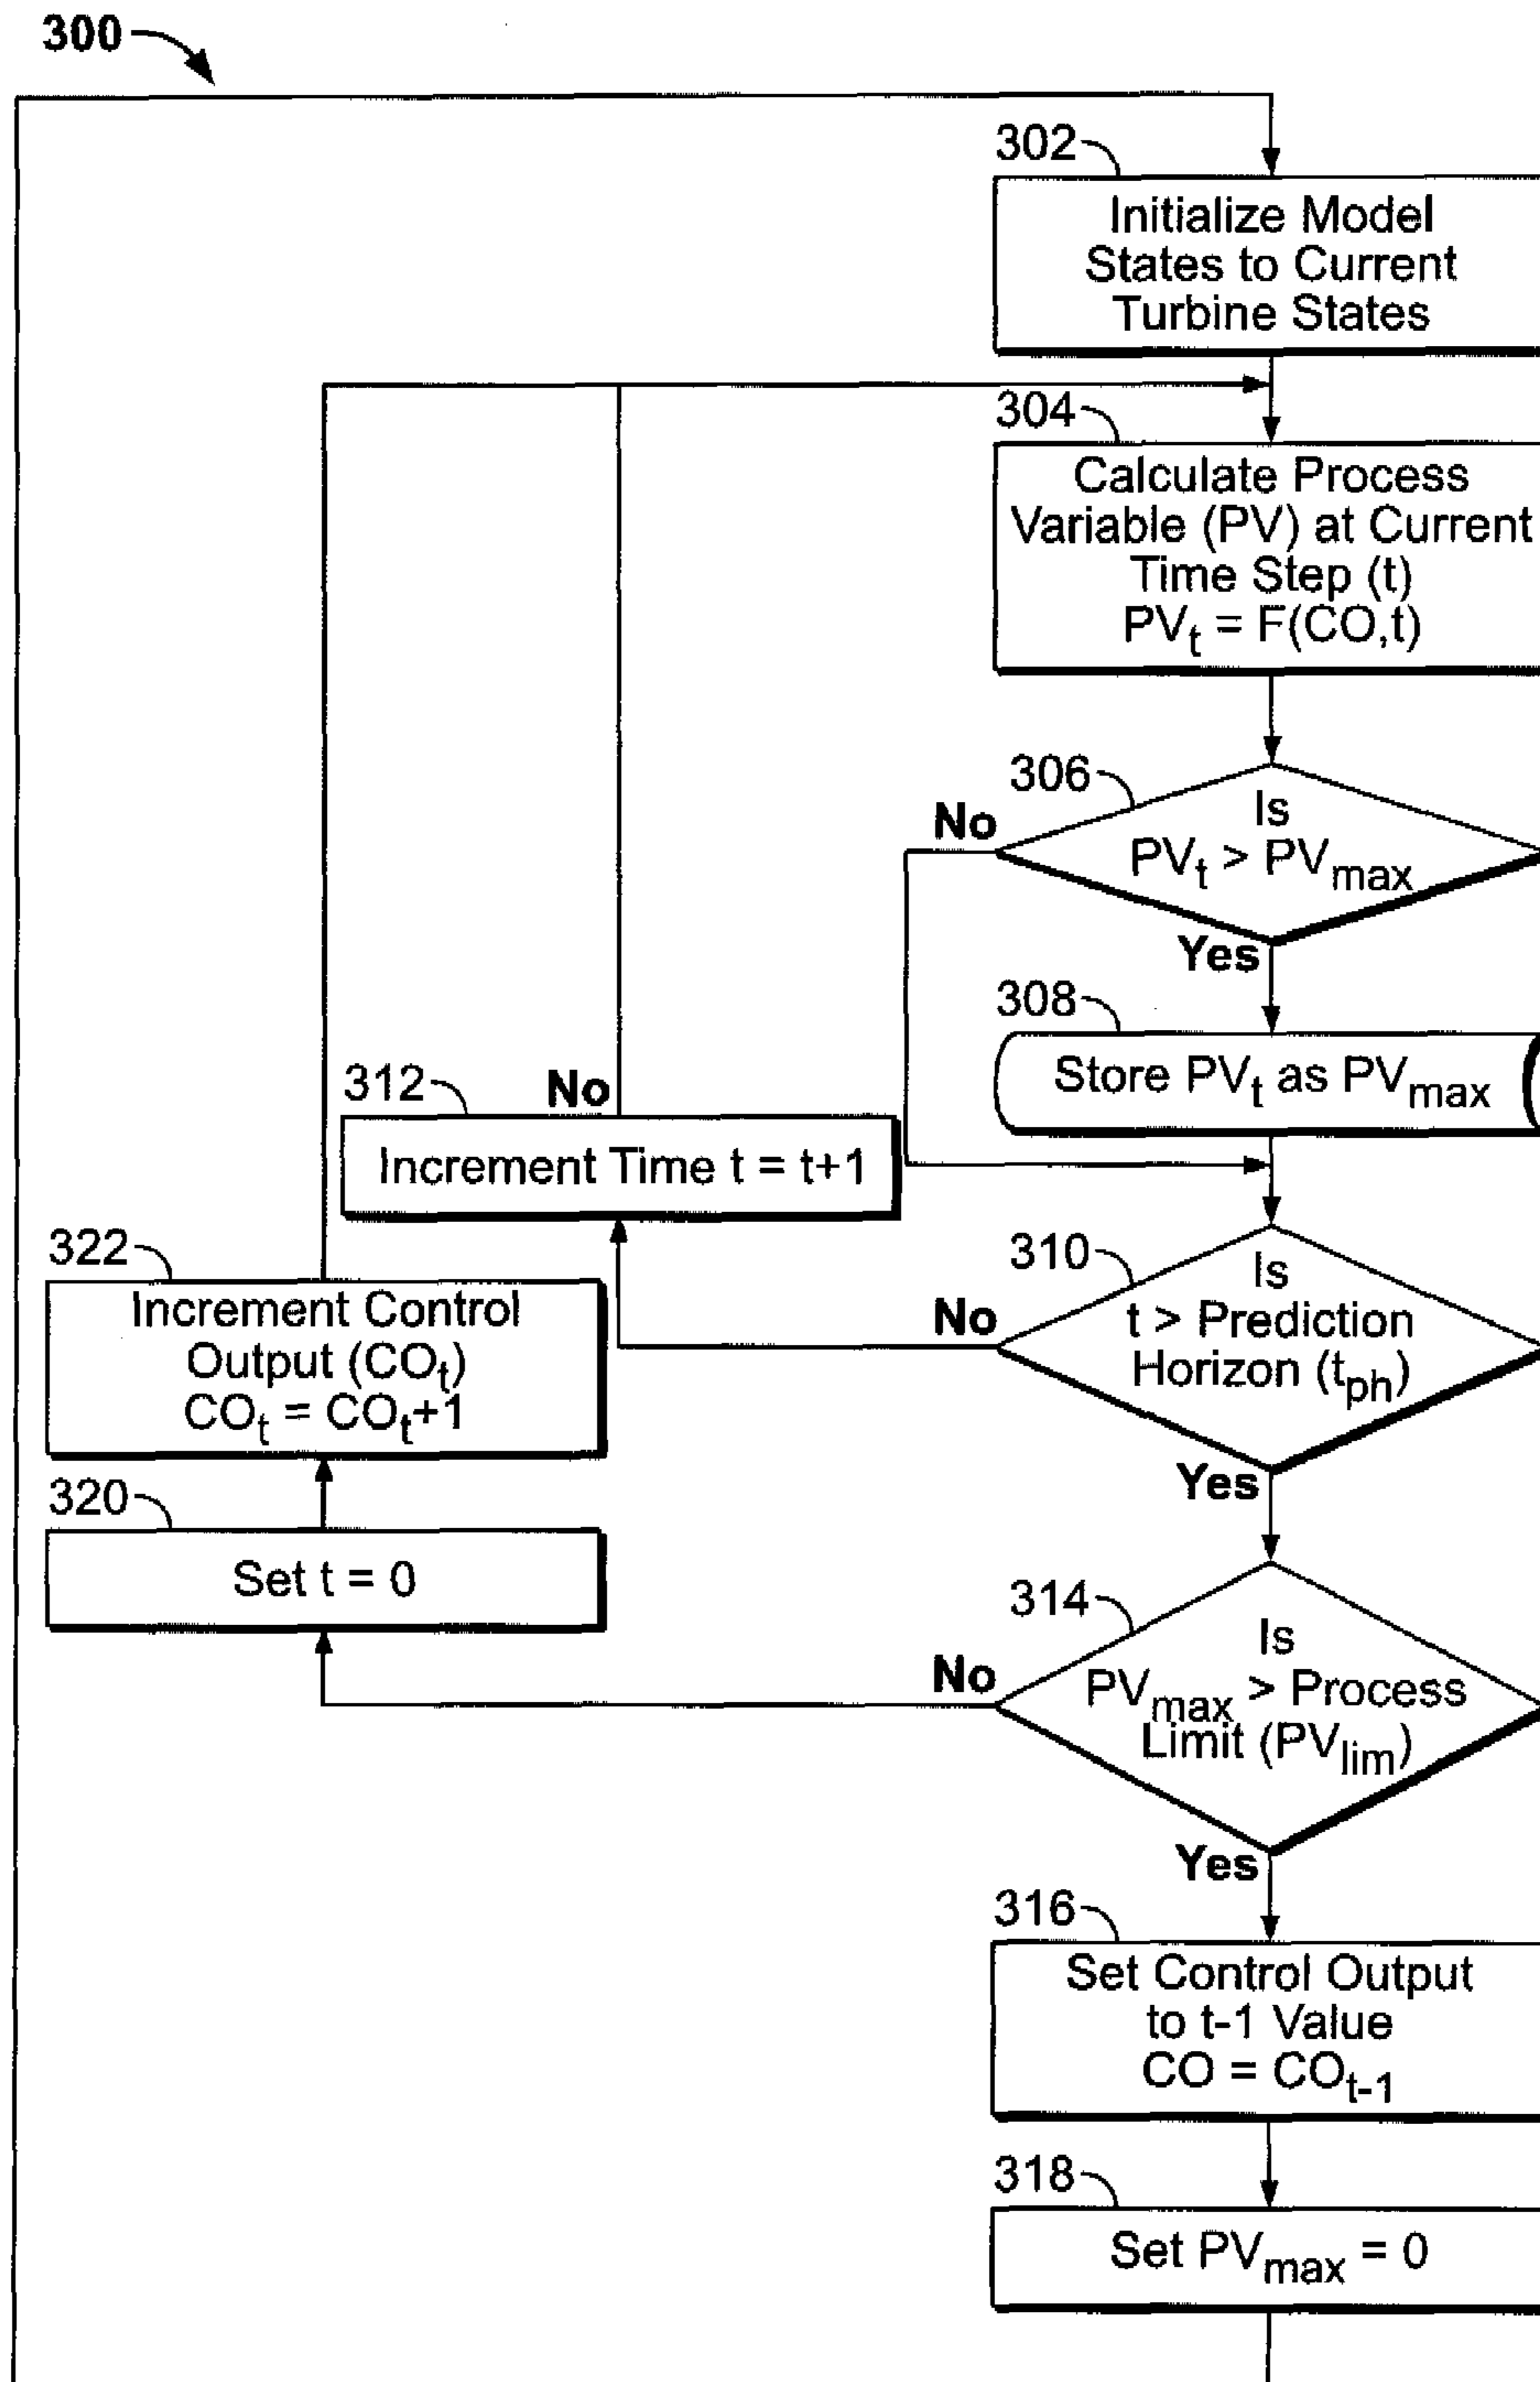 300
302
Initialize Model
States to Current
Turbine States
304
Calculate Process
Variable (PV) at Current
Time Step (t)
PVt = F(CO,t)
306
No
Is
PVt > PVmax
Yes
308
Store PVt as PVmax
312
No
Increment Time t = t+1
310
No
Is
t > Prediction
Horizon (tph)
Yes
322
Increment Control
Output (COt)
COt = COt+1
320
Set t = 0
314
No
Is
PVmax > Process
Limit (PVlim)
Yes
316
Set Control Output
to t-1 Value
CO = COt-1
318
Set PVmax = 0